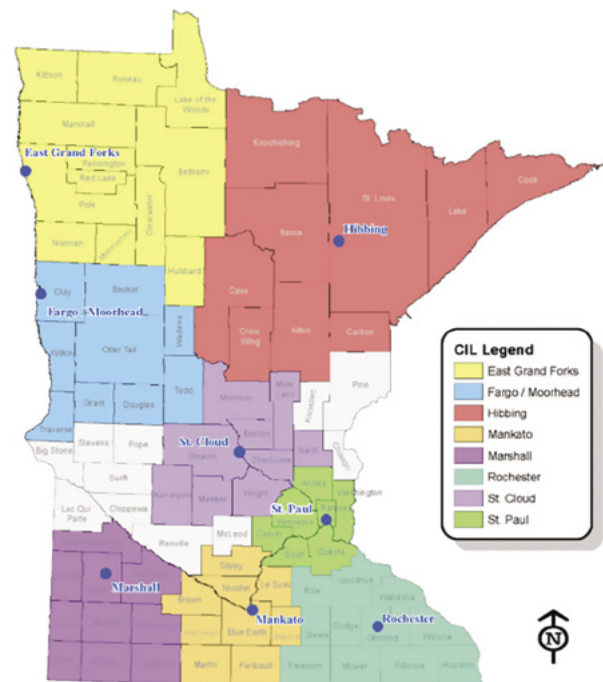 Kittson
Roseau
Lake of the
Woods
Marshall
Koochiching
East Grand Forks
Pennington
Red Lake
Beltrami
Polk
Clearwater
St. Louis
Cook
Lake
Itasca
Hibbing
Norman
Mahnomen
Hubbard
Clay
Becker
Cass
Fargo - Moorhead
Wadena
Crow
Wing
Aitkin
Carlton
Wilkin
Otter Tail
Todd
Grant
Douglas
Morrison
Mille
Lacs
Kanabec
Pine
Traverse
Big Stone
Stevens
Pope
St. Cloud
Stearns
Benton
Sherburne
Isanti
Chisago
Swift
Kandiyohi
Meeker
Wright
Anoka
Washington
Lac Qui
Parle
Chippewa
St. Paul
Hennepin
Ramsey
Renville
McLeod
Carver
Scott
Dakota
Sibley
Marshall
Nicollet
Le Sueur
Rice
Goodhue
Wabasha
Brown
Mankato
Rochester
Blue Earth
Steele
Dodge
Olmsted
Winona
Martin
Faribault
Freeborn
Mower
Fillmore
Houston
CIL Legend
East Grand Forks
Fargo / Moorhead
Hibbing
Mankato
Marshall
Rochester
St. Cloud
St. Paul
N